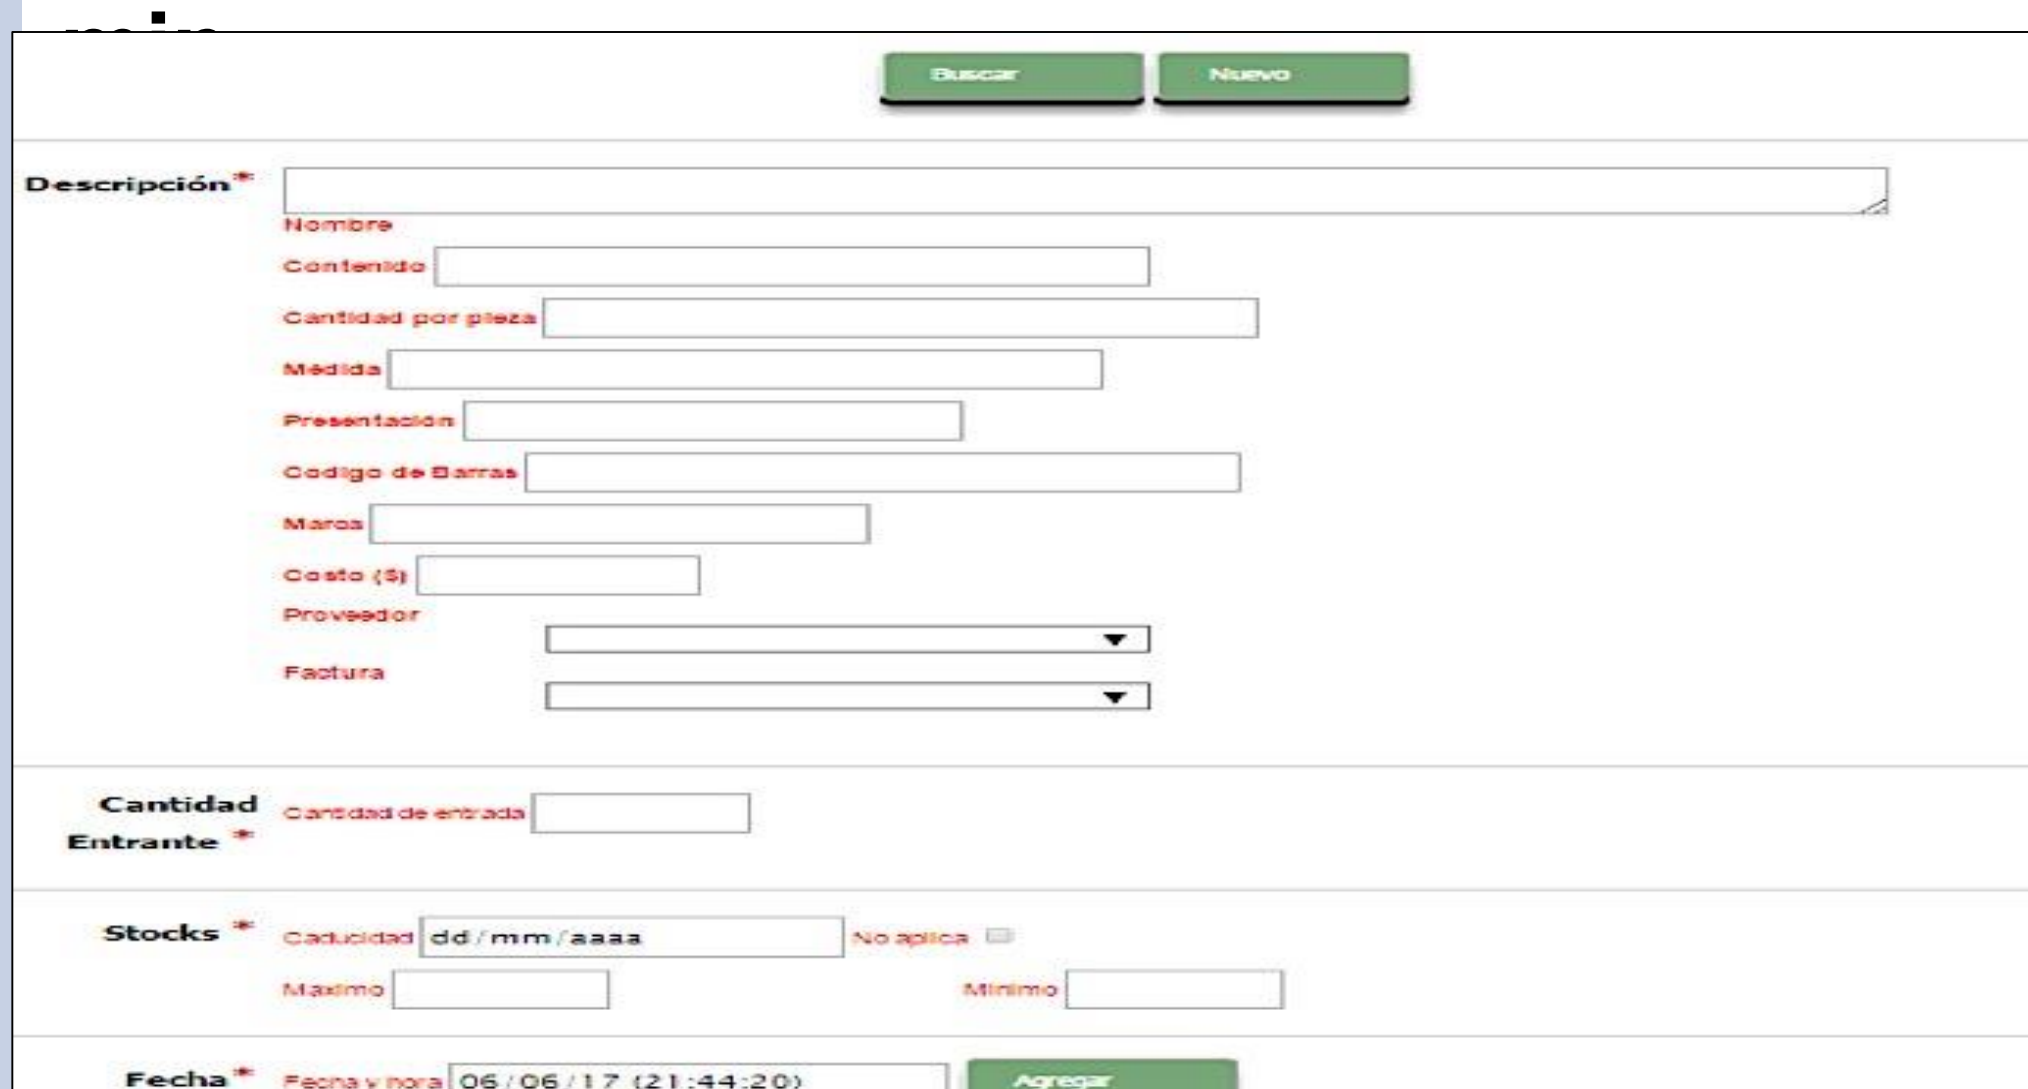 Buscar Nuevo
Descripción*
Nombre
Contenido
Cantidad por pieza
Médida
Presentación
Codigo de Barras
Marca
Costo ($)
Proveedor
Factura
Cantidad Entrante * Cantidad de entrada
Stocks * Caducidad dd/mm/aaaa No aplica
Maximo Minimo
Fecha* Fecha y hora 06/06/17 (21:44:20) Agregar